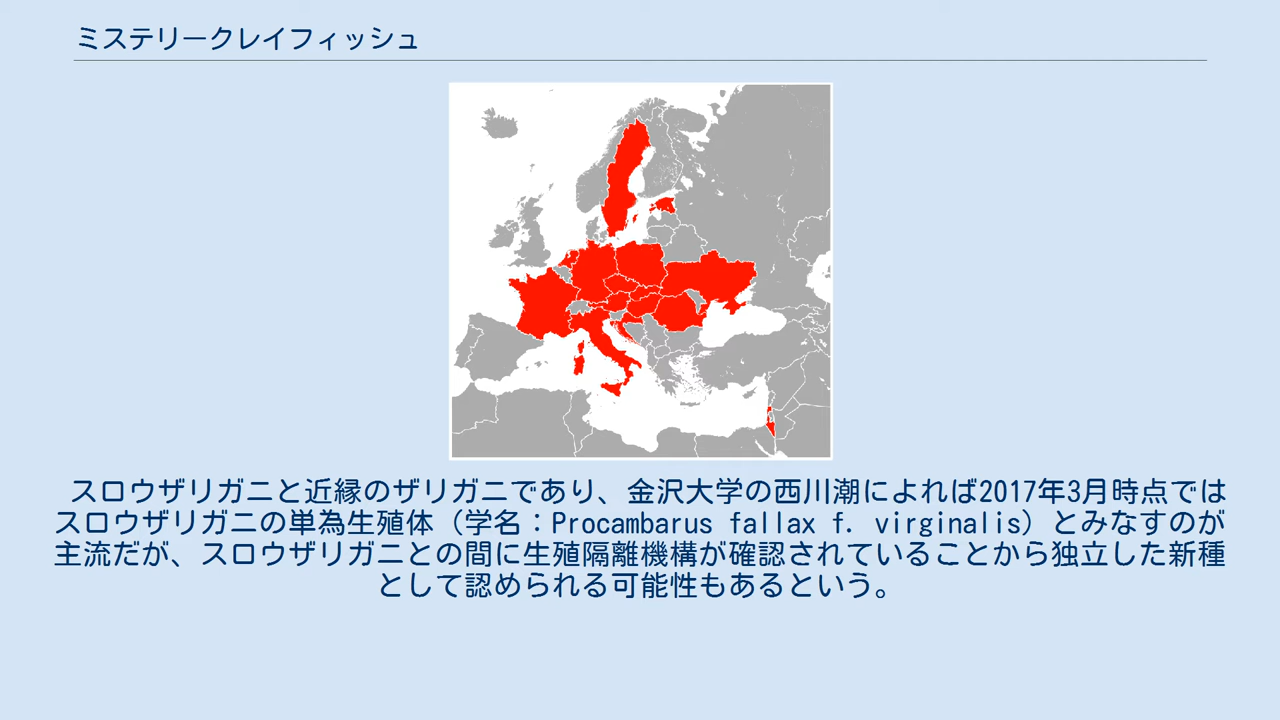 ミステリークレイフィッシュ
スロウザリガニと近縁のザリガニであり、金沢大学の西川潮によれば2017年3月時点では
スロウザリガニの単為生殖体（学名：Procambarus fallax f. virginalis）とみなすのが
主流だが、スロウザリガニとの間に生殖隔離機構が確認されていることから独立した新種
として認められる可能性もあるという。